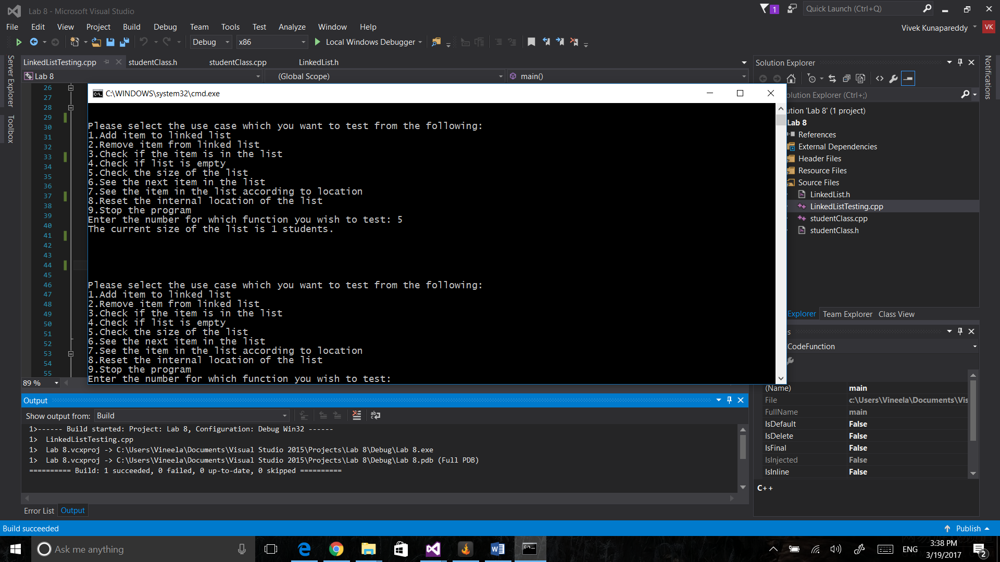 Lab 8 - Microsoft Visual Studio
1
Quick Launch (Ctrl+Q)
File Edit View Project Build Debug Team Tools Test Analyze Window Help
Vivek Kunapareddy VK
Debug x86 Local Windows Debugger
Server Explorer
Toolbox
LinkedListTesting.cpp studentClass.h studentClass.cpp LinkedList.h
Lab 8 (Global Scope) main()
26
27
28
29
30
31
32
33
34
35
36
37
38
39
40
41
42
43
44
45
46
47
48
49
50
51
52
53
54
55
89 %
C:\WINDOWS\system32\cmd.exe
Please select the use case which you want to test from the following:
1.Add item to linked list
2.Remove item from linked list
3.Check if the item is in the list
4.Check if list is empty
5.Check the size of the list
6.See the next item in the list
7.See the item in the list according to location
8.Reset the internal location of the list
9.Stop the program
Enter the number for which function you wish to test: 5
The current size of the list is 1 students.
Please select the use case which you want to test from the following:
1.Add item to linked list
2.Remove item from linked list
3.Check if the item is in the list
4.Check if list is empty
5.Check the size of the list
6.See the next item in the list
7.See the item in the list according to location
8.Reset the internal location of the list
9.Stop the program
Enter the number for which function you wish to test:
Output
Show output from: Build
1>------ Build started: Project: Lab 8, Configuration: Debug Win32 ------
1> LinkedListTesting.cpp
1> Lab 8.vcxproj -> C:\Users\Vineela\Documents\Visual Studio 2015\Projects\Lab 8\Debug\Lab 8.exe
1> Lab 8.vcxproj -> C:\Users\Vineela\Documents\Visual Studio 2015\Projects\Lab 8\Debug\Lab 8.pdb (Full PDB)
========== Build: 1 succeeded, 0 failed, 0 up-to-date, 0 skipped ==========
Error List Output
Solution Explorer
olution Explorer (Ctrl+;)
ution 'Lab 8' (1 project)
Lab 8
References
External Dependencies
Header Files
Resource Files
Source Files
LinkedList.h
LinkedListTesting.cpp
studentClass.cpp
studentClass.h
Explorer Team Explorer Class View
s
CodeFunction
(Name) main
File c:\Users\Vineela\Documents\Vis
FullName main
IsDefault False
IsDelete False
IsFinal False
IsInjected False
IsInline False
C++
Notifications
Build succeeded
Publish
Ask me anything
ENG
3:38 PM
3/19/2017
2